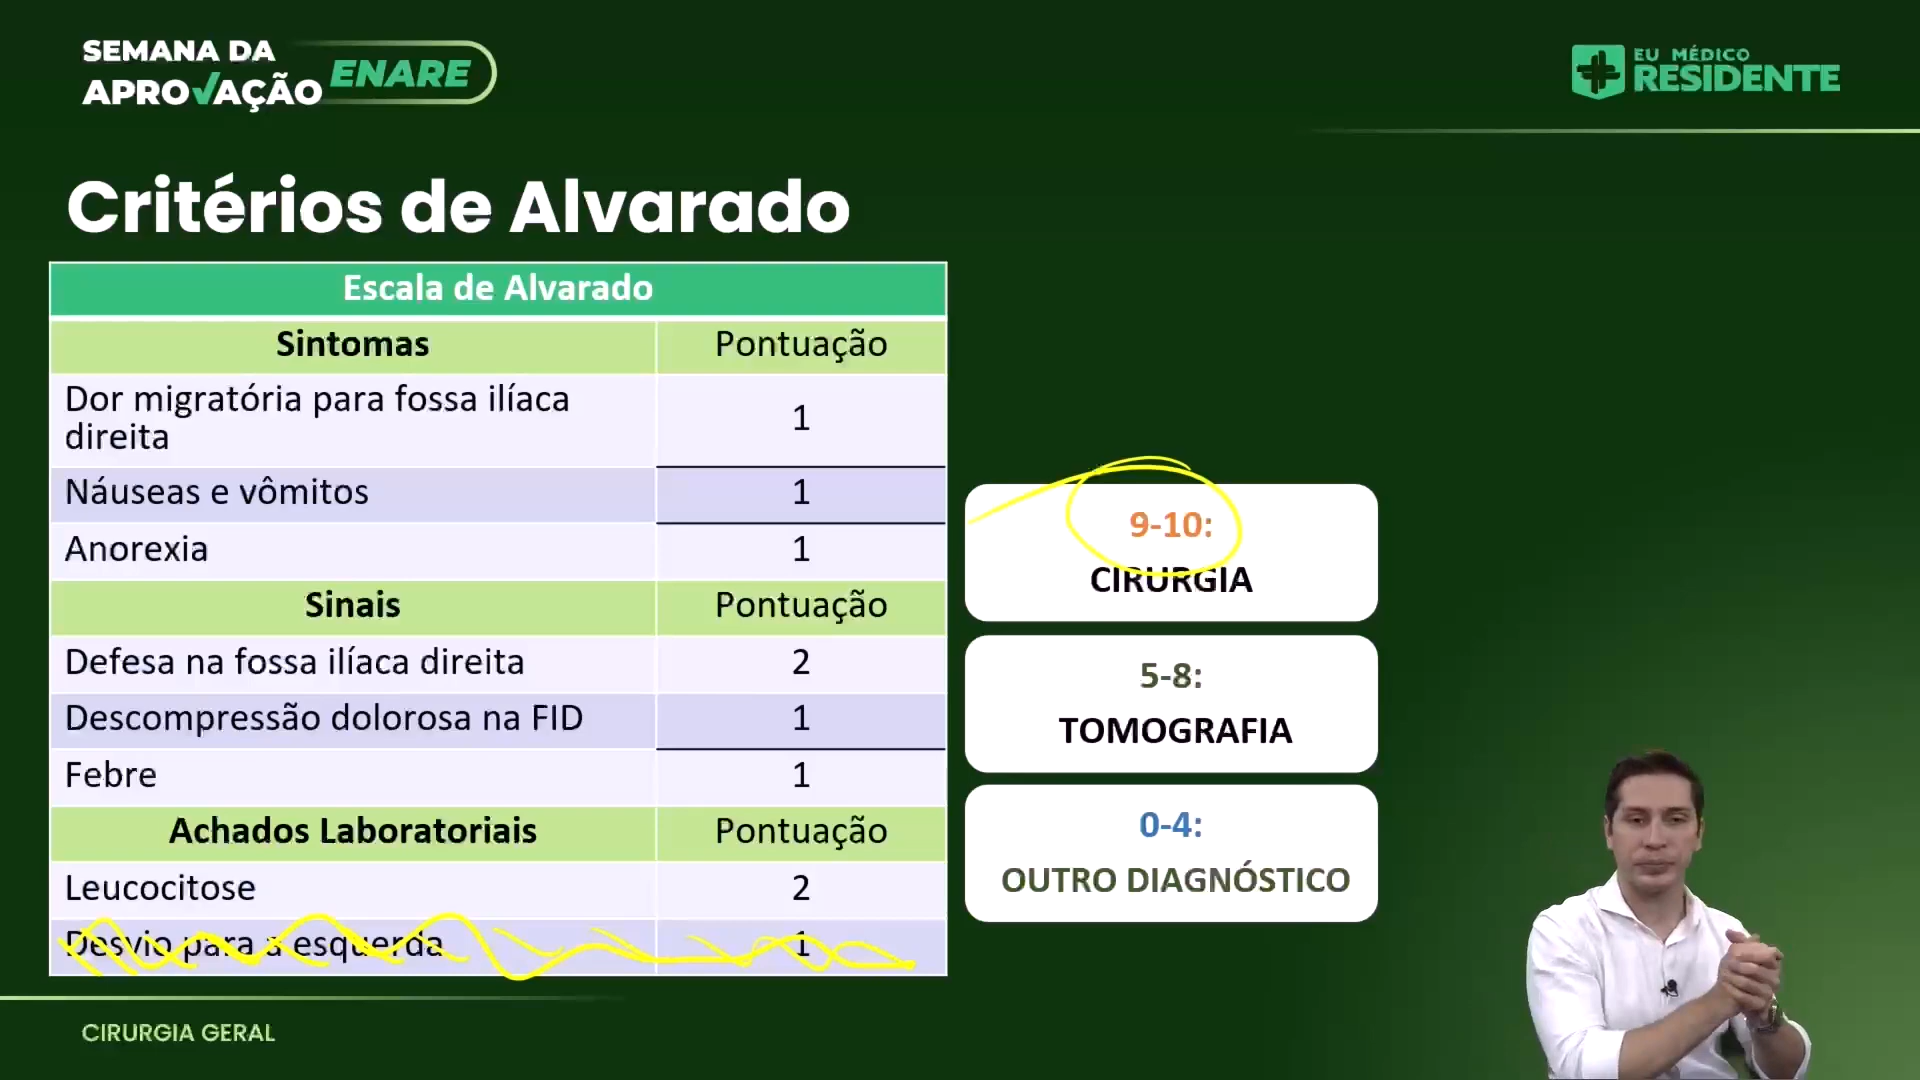 SEMANA DA
APROVAÇÃO ENARE
EU MÉDICO
RESIDENTE
Critérios de Alvarado
Escala de Alvarado
Sintomas Pontuação
Dor migratória para fossa ilíaca
direita 1
Náuseas e vômitos 1
Anorexia 1
Sinais Pontuação
Defesa na fossa ilíaca direita 2
Descompressão dolorosa na FID 1
Febre 1
Achados Laboratoriais Pontuação
Leucocitose 2
Desvio para a esquerda 1
9-10:
CIRURGIA
5-8:
TOMOGRAFIA
0-4:
OUTRO DIAGNÓSTICO
CIRURGIA GERAL